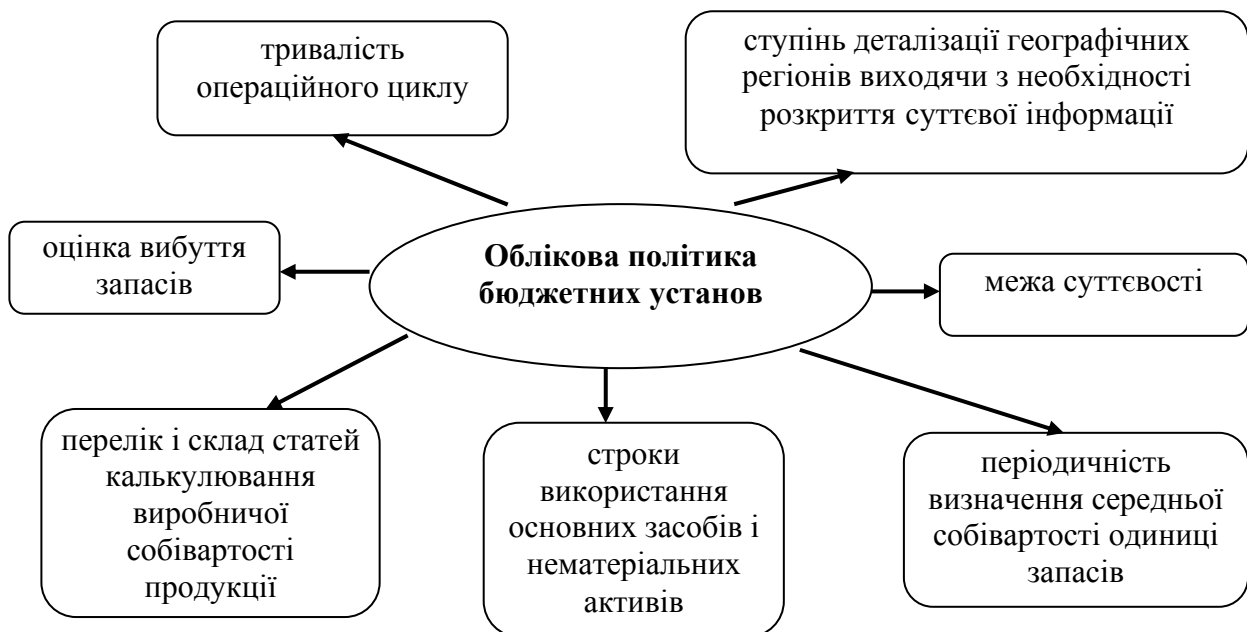 тривалість
операційного циклу
ступінь деталізації географічних
регіонів виходячи з необхідності
розкриття суттєвої інформації
оцінка вибуття
запасів
Облікова політика
бюджетних установ
межа суттєвості
перелік і склад статей
калькулювання
виробничої
собівартості
продукції
строки
використання
основних засобів і
нематеріальних
активів
періодичність
визначення середньої
собівартості одиниці
запасів